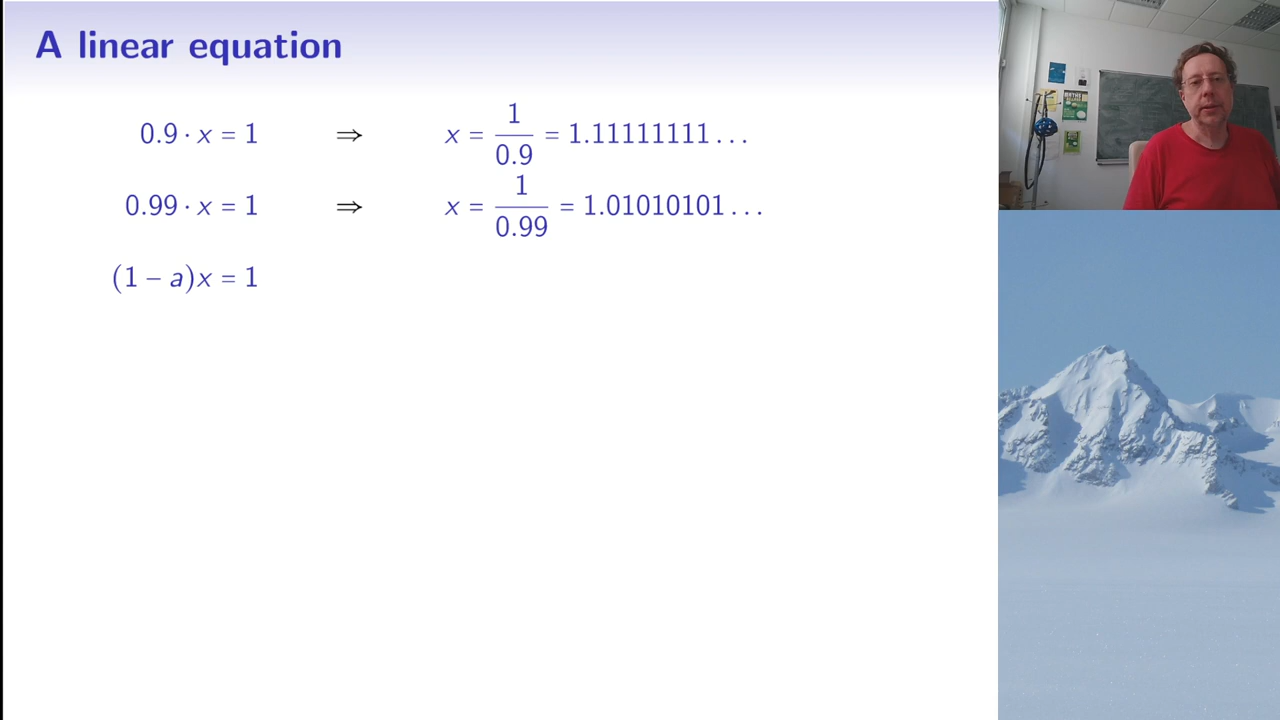 A linear equation
0.9 · x = 1 ⇒ x = 1/0.9 = 1.11111111 . . .
0.99 · x = 1 ⇒ x = 1/0.99 = 1.01010101 . . .
(1 − a)x = 1